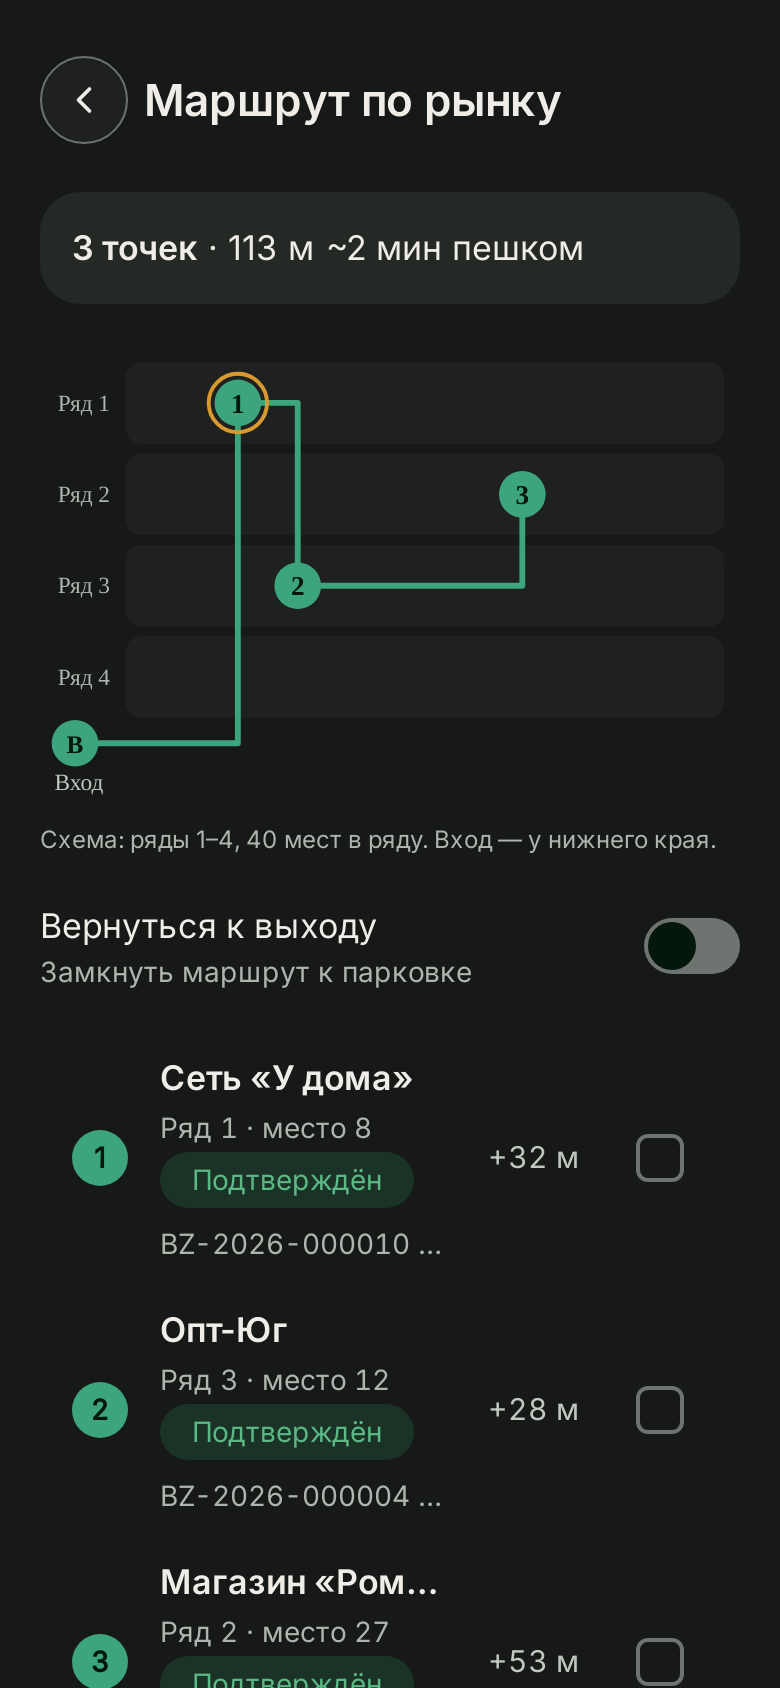 Маршрут по рынку
3 точек · 113 м ~2 мин пешком
Ряд 1
1
Ряд 2
3
Ряд 3
2
Ряд 4
В
Вход
Схема: ряды 1–4, 40 мест в ряду. Вход — у нижнего края.
Вернуться к выходу
Замкнуть маршрут к парковке
Сеть «У дома»
Ряд 1 · место 8
1
+32 м
Подтверждён
BZ-2026-000010 ...
Опт-Юг
Ряд 3 · место 12
2
+28 м
Подтверждён
BZ-2026-000004 ...
Магазин «Ром...
Ряд 2 · место 27
3
+53 м
Подтверждён